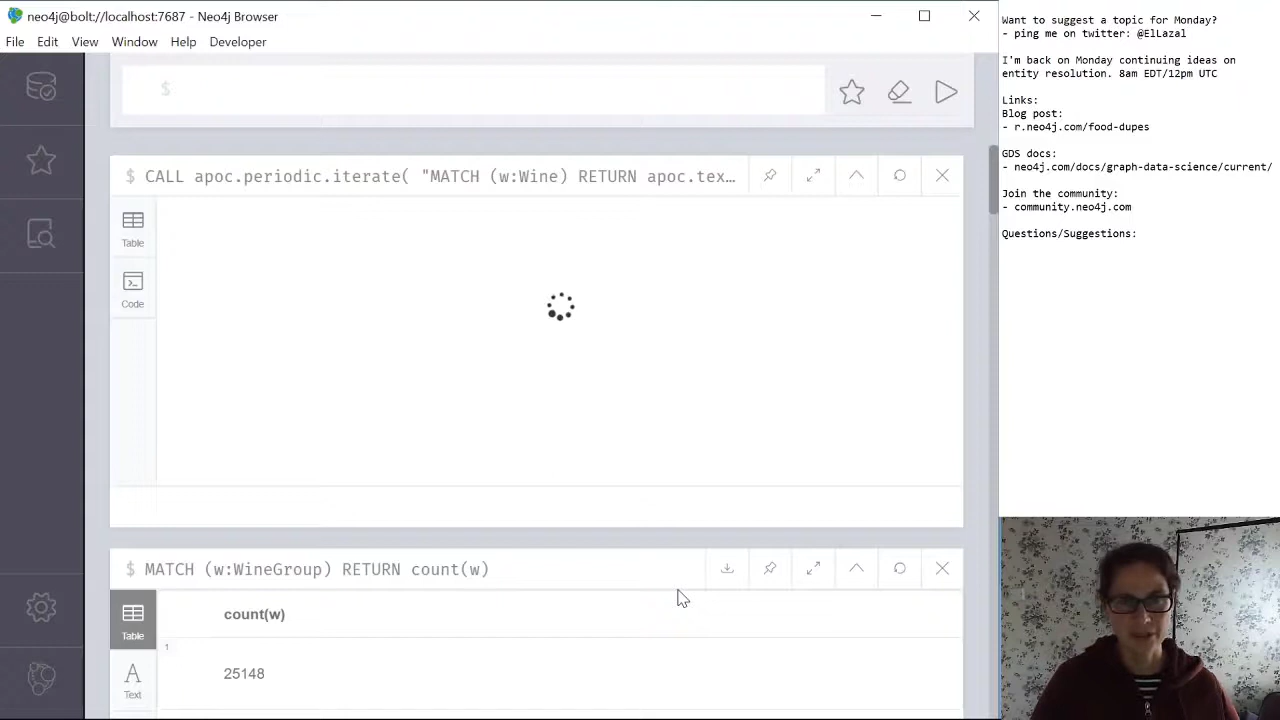 neo4j@bolt://localhost:7687 - Neo4j Browser
File Edit View Window Help Developer
$
$ CALL apoc.periodic.iterate( "MATCH (w:Wine) RETURN apoc.tex…
Table
Code
$ MATCH (w:WineGroup) RETURN count(w)
Table
count(w)
1
25148
Text
Want to suggest a topic for Monday?
- ping me on twitter: @ElLazal
I'm back on Monday continuing ideas on
entity resolution. 8am EDT/12pm UTC
Links:
Blog post:
- r.neo4j.com/food-dupes
GDS docs:
- neo4j.com/docs/graph-data-science/current/
Join the community:
- community.neo4j.com
Questions/Suggestions: